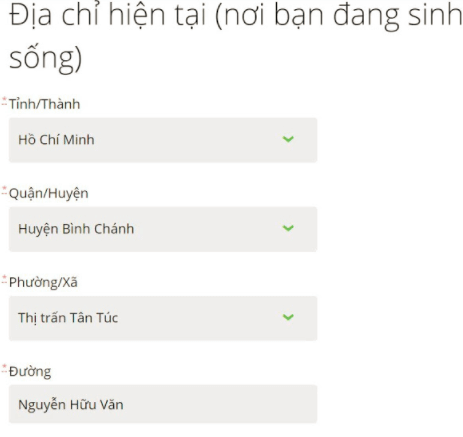 Địa chỉ hiện tại (nơi bạn đang sinh
sống)
*Tỉnh/Thành
Hồ Chí Minh
*Quận/Huyện
Huyện Bình Chánh
*Phường/Xã
Thị trấn Tân Túc
*Đường
Nguyễn Hữu Văn